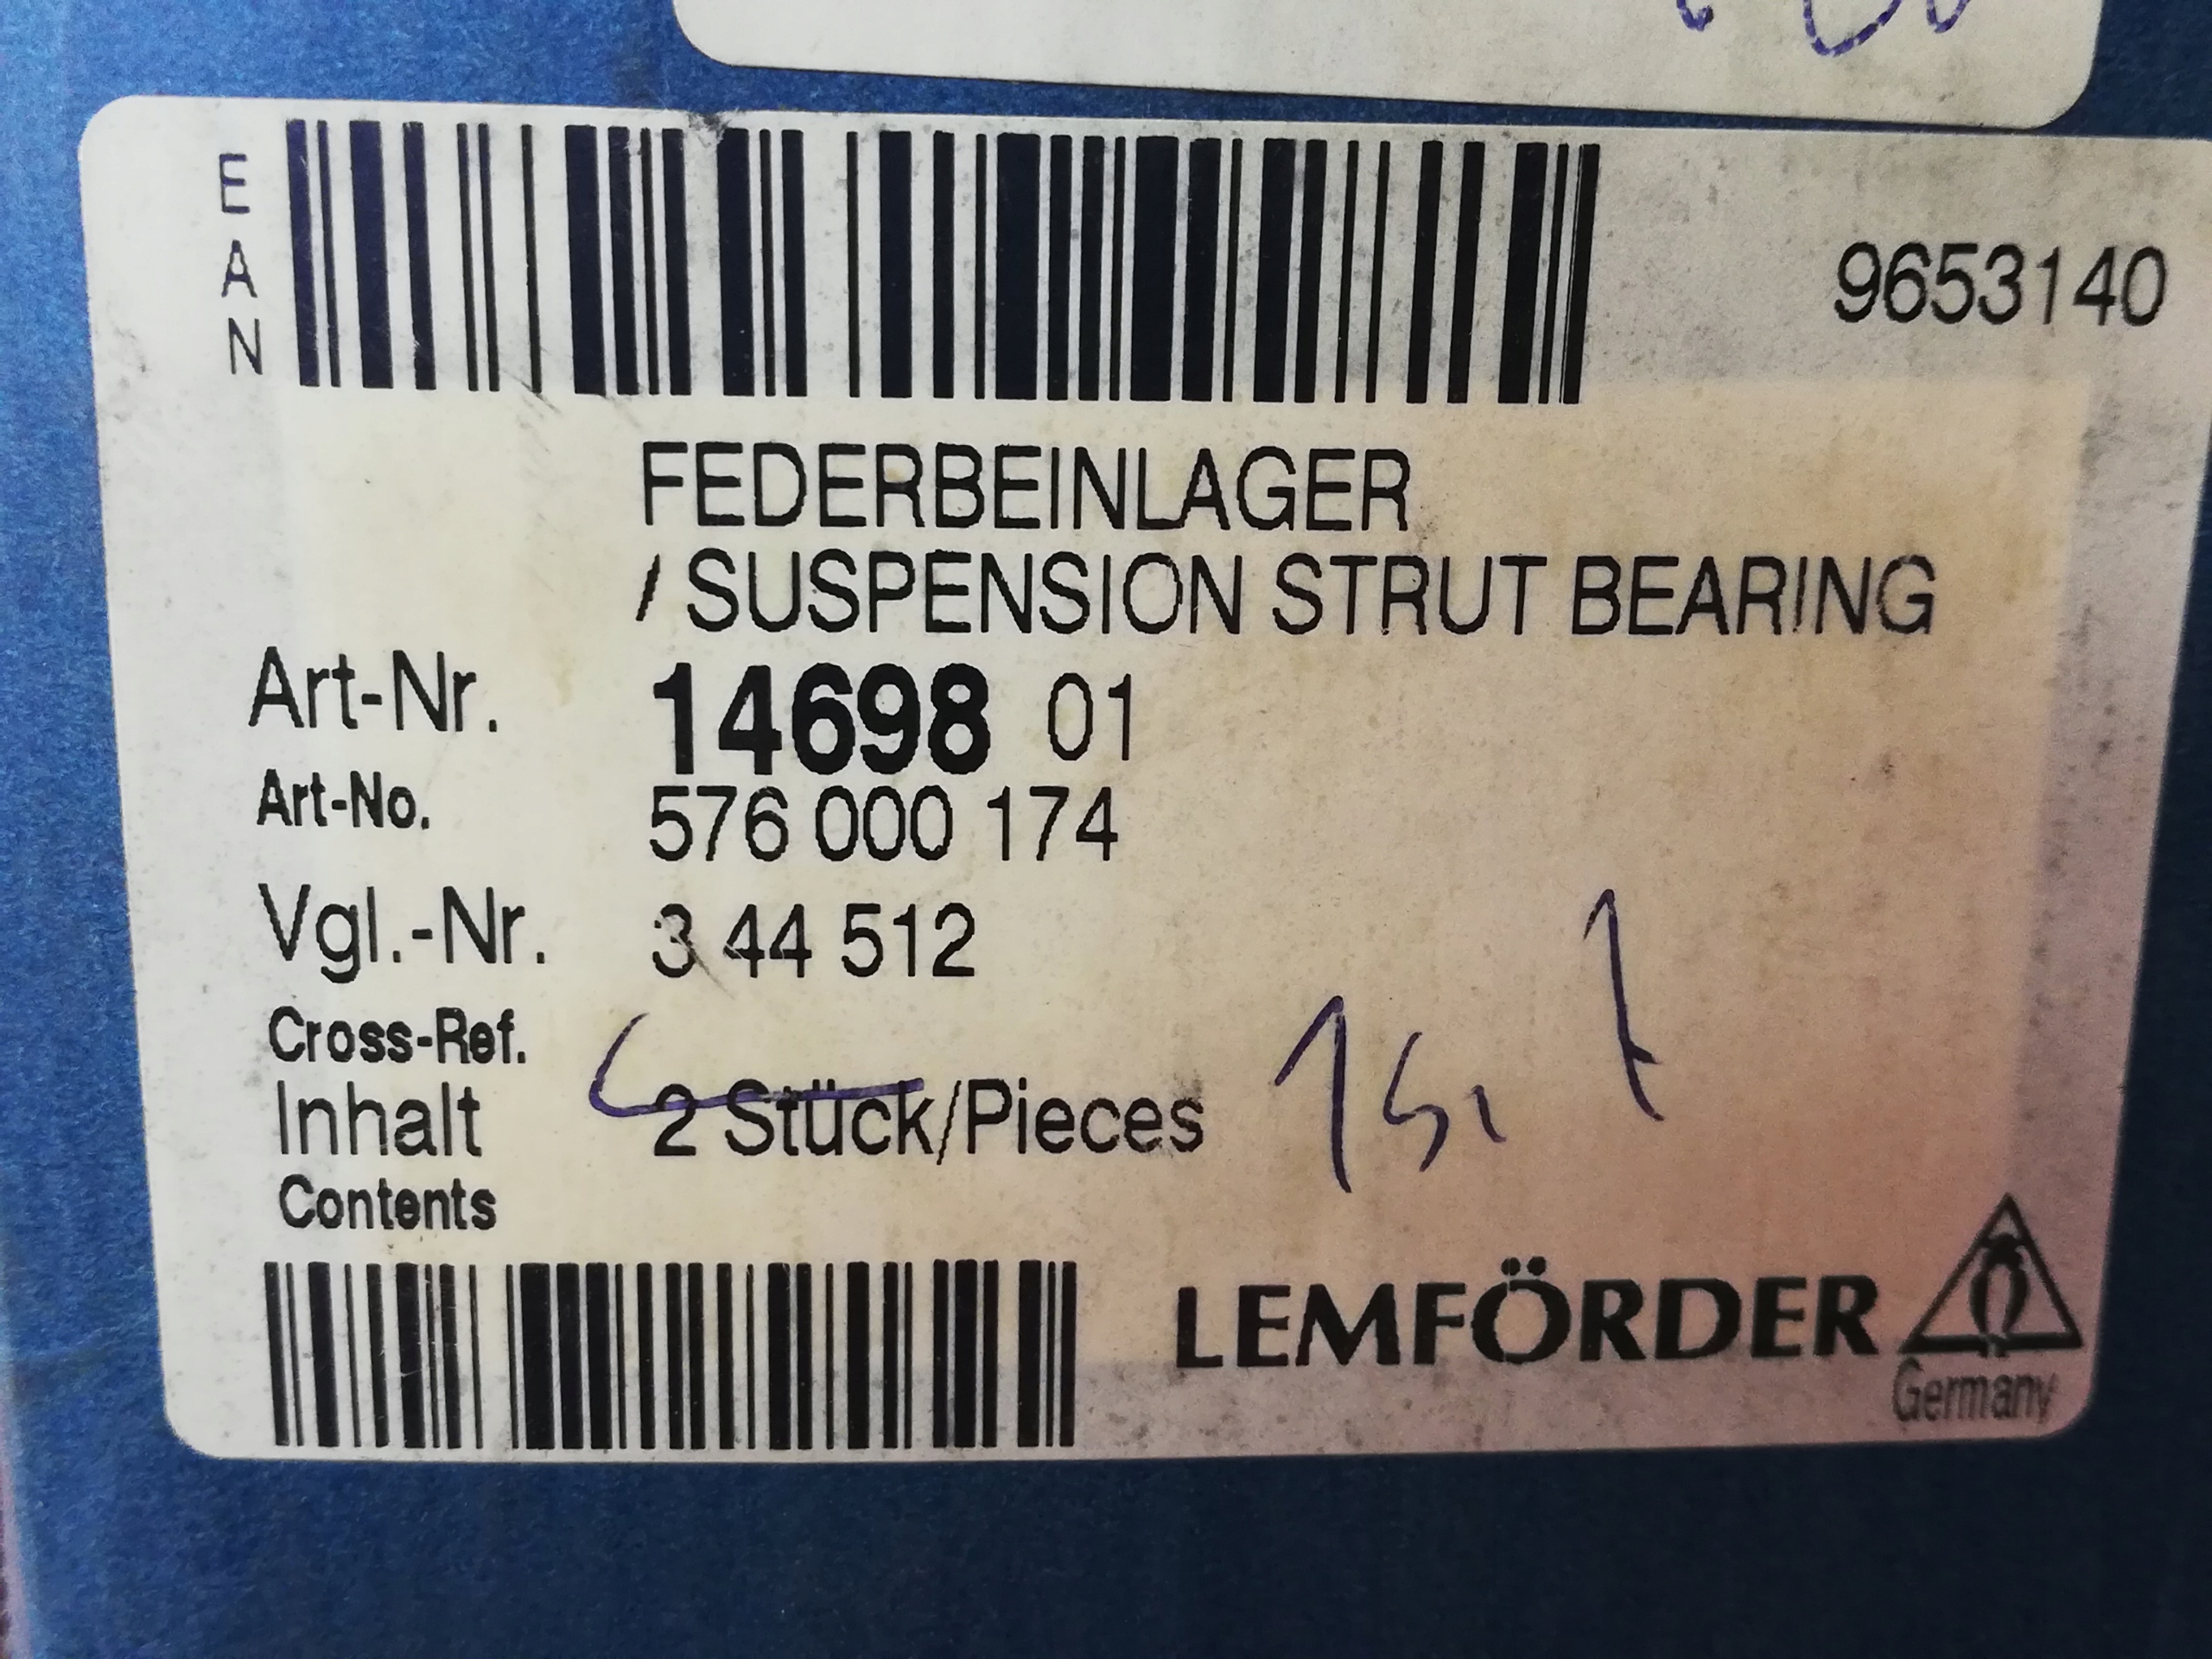 EAN
9653140
FEDERBEINLAGER
/ SUSPENSION STRUT BEARING
Art-Nr. 14698 01
Art-No. 576 000 174
Vgl.-Nr. 3 44 512
Cross-Ref.
Inhalt 2 Stück/Pieces
Contents
LEMFÖRDER
Germany